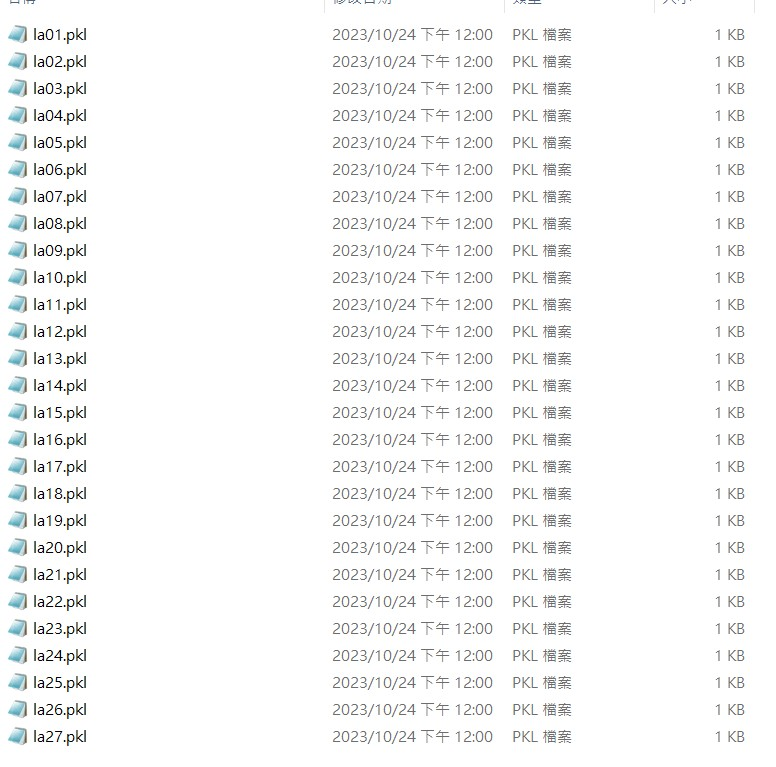 名稱 修改日期 類型 大小
la01.pkl 2023/10/24 下午 12:00 PKL 檔案 1 KB
la02.pkl 2023/10/24 下午 12:00 PKL 檔案 1 KB
la03.pkl 2023/10/24 下午 12:00 PKL 檔案 1 KB
la04.pkl 2023/10/24 下午 12:00 PKL 檔案 1 KB
la05.pkl 2023/10/24 下午 12:00 PKL 檔案 1 KB
la06.pkl 2023/10/24 下午 12:00 PKL 檔案 1 KB
la07.pkl 2023/10/24 下午 12:00 PKL 檔案 1 KB
la08.pkl 2023/10/24 下午 12:00 PKL 檔案 1 KB
la09.pkl 2023/10/24 下午 12:00 PKL 檔案 1 KB
la10.pkl 2023/10/24 下午 12:00 PKL 檔案 1 KB
la11.pkl 2023/10/24 下午 12:00 PKL 檔案 1 KB
la12.pkl 2023/10/24 下午 12:00 PKL 檔案 1 KB
la13.pkl 2023/10/24 下午 12:00 PKL 檔案 1 KB
la14.pkl 2023/10/24 下午 12:00 PKL 檔案 1 KB
la15.pkl 2023/10/24 下午 12:00 PKL 檔案 1 KB
la16.pkl 2023/10/24 下午 12:00 PKL 檔案 1 KB
la17.pkl 2023/10/24 下午 12:00 PKL 檔案 1 KB
la18.pkl 2023/10/24 下午 12:00 PKL 檔案 1 KB
la19.pkl 2023/10/24 下午 12:00 PKL 檔案 1 KB
la20.pkl 2023/10/24 下午 12:00 PKL 檔案 1 KB
la21.pkl 2023/10/24 下午 12:00 PKL 檔案 1 KB
la22.pkl 2023/10/24 下午 12:00 PKL 檔案 1 KB
la23.pkl 2023/10/24 下午 12:00 PKL 檔案 1 KB
la24.pkl 2023/10/24 下午 12:00 PKL 檔案 1 KB
la25.pkl 2023/10/24 下午 12:00 PKL 檔案 1 KB
la26.pkl 2023/10/24 下午 12:00 PKL 檔案 1 KB
la27.pkl 2023/10/24 下午 12:00 PKL 檔案 1 KB